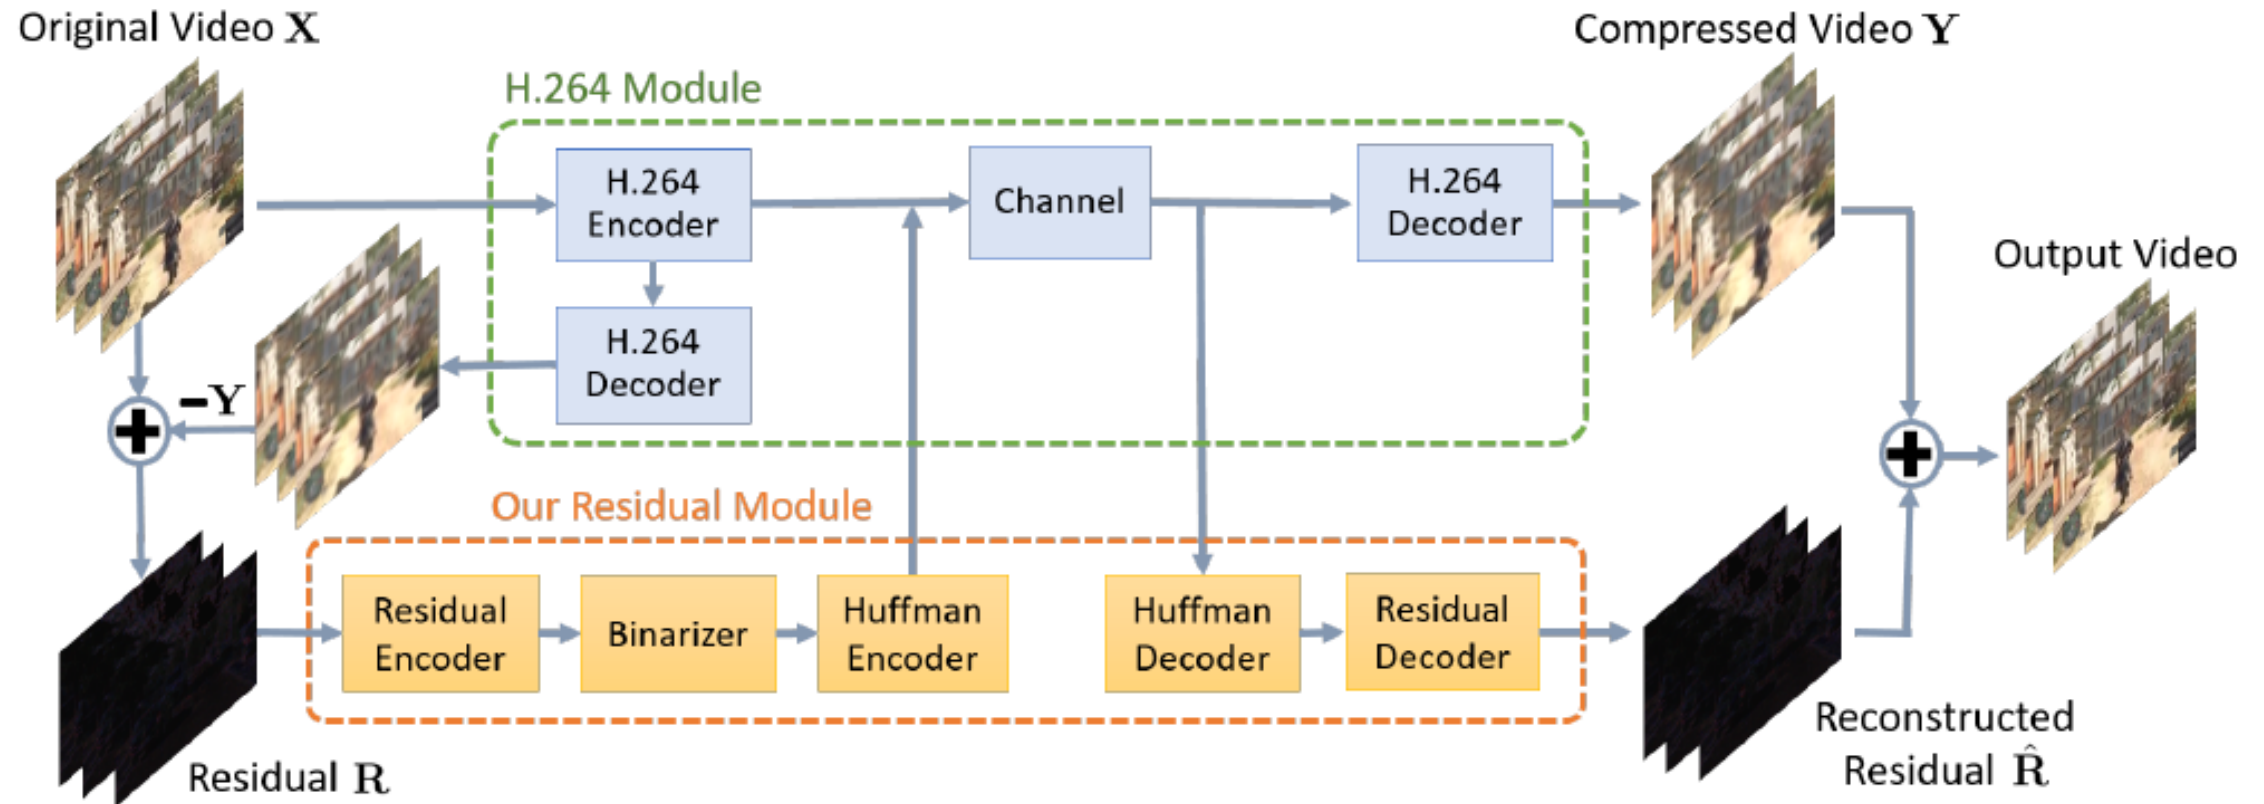 Original Video X
Compressed Video Y
H.264 Module
H.264
Encoder
Channel
H.264
Decoder
Output Video
H.264
Decoder
–Y
Our Residual Module
Residual
Encoder
Binarizer
Huffman
Encoder
Huffman
Decoder
Residual
Decoder
Residual R
Reconstructed
Residual R̂